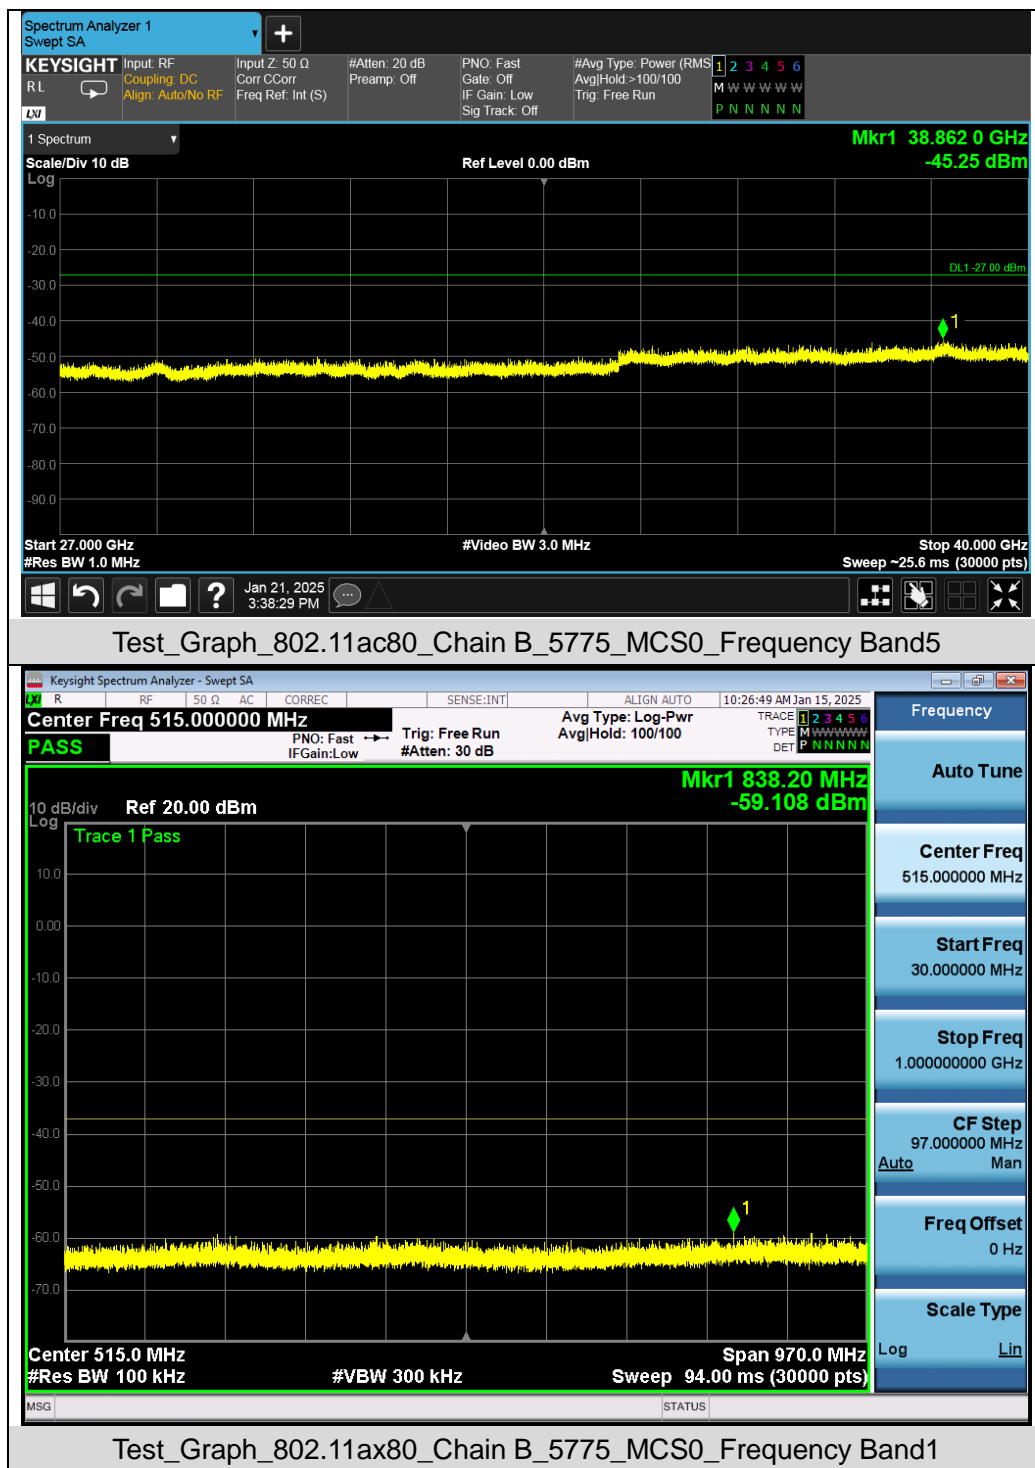 Spectrum Analyzer 1
Swept SA
KEYSIGHT
R L
LXI
Input: RF
Coupling: DC
Align: Auto/No RF
Input Z: 50 Ω
Corr CCorr
Freq Ref: Int (S)
#Atten: 20 dB
Preamp: Off
PNO: Fast
Gate: Off
IF Gain: Low
Sig Track: Off
#Avg Type: Power (RMS
Avg|Hold:>100/100
Trig: Free Run
1 2 3 4 5 6
M W W W W W
P N N N N N
1 Spectrum
Mkr1 38.862 0 GHz
Scale/Div 10 dB
Ref Level 0.00 dBm
-45.25 dBm
Log
-10.0
-20.0
DL1 -27.00 dBm
-30.0
-40.0
1
-50.0
-60.0
-70.0
-80.0
-90.0
Start 27.000 GHz
#Video BW 3.0 MHz
Stop 40.000 GHz
#Res BW 1.0 MHz
Sweep ~25.6 ms (30000 pts)
Jan 21, 2025
3:38:29 PM
Test_Graph_802.11ac80_Chain B_5775_MCS0_Frequency Band5
Keysight Spectrum Analyzer - Swept SA
LXI R RF 50 Ω AC CORREC SENSE:INT ALIGN AUTO 10:26:49 AM Jan 15, 2025
Center Freq 515.000000 MHz
PASS
PNO: Fast
IFGain:Low
Trig: Free Run
#Atten: 30 dB
Avg Type: Log-Pwr
Avg|Hold: 100/100
TRACE 1 2 3 4 5 6
TYPE M W W W W W
DET P N N N N N
Frequency
Auto Tune
Center Freq
515.000000 MHz
Start Freq
30.000000 MHz
Stop Freq
1.000000000 GHz
CF Step
97.000000 MHz
Auto Man
Freq Offset
0 Hz
Scale Type
Log Lin
Mkr1 838.20 MHz
-59.108 dBm
10 dB/div Ref 20.00 dBm
Log
Trace 1 Pass
10.0
0.00
-10.0
-20.0
-30.0
-40.0
-50.0
1
-60.0
-70.0
Center 515.0 MHz
Span 970.0 MHz
#Res BW 100 kHz
#VBW 300 kHz
Sweep 94.00 ms (30000 pts)
MSG
STATUS
Test_Graph_802.11ax80_Chain B_5775_MCS0_Frequency Band1